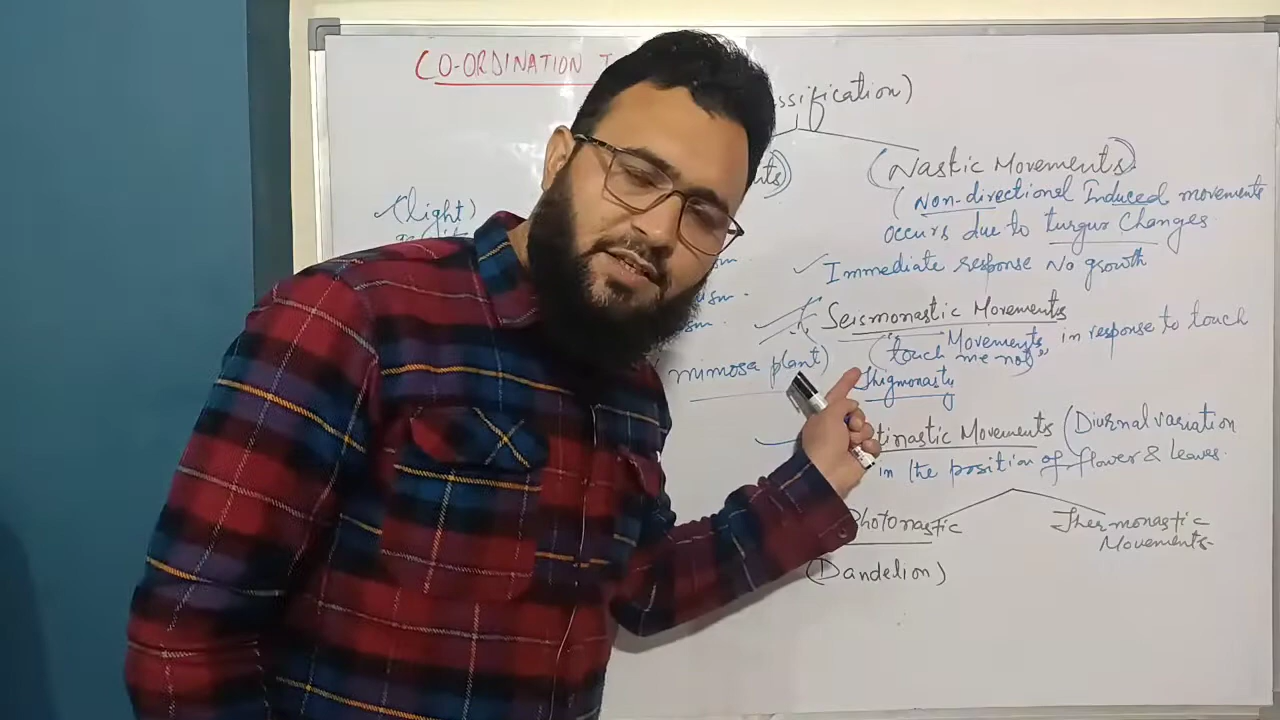 CO-ORDINATION
ssification)
(Nastic Movements)
(Non-directional Induced movements
occurs due to turgur Changes
(light)
Immediate response No growth
Seismonastic Movements
Movements in response to touch
"touch me not"
mimosa plant)
Thigmonasty
tinastic Movements (Diurnal variation
in the position of flower & leaves.
Photonastic
Thermonastic
Movements
(Dandelion)